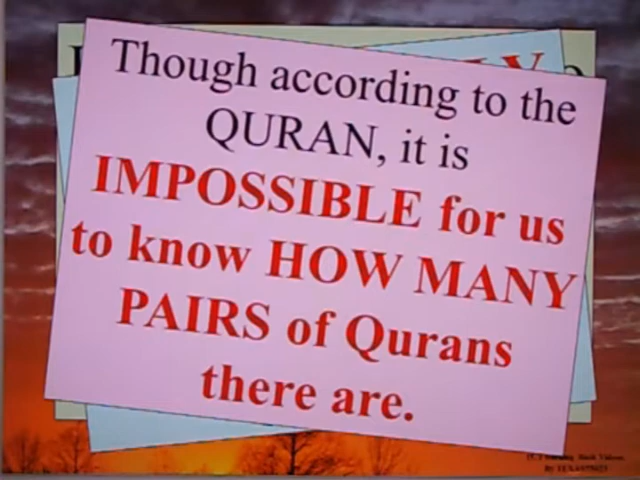 Though according to the
QURAN, it is
IMPOSSIBLE for us
to know HOW MANY
PAIRS of Qurans
there are.